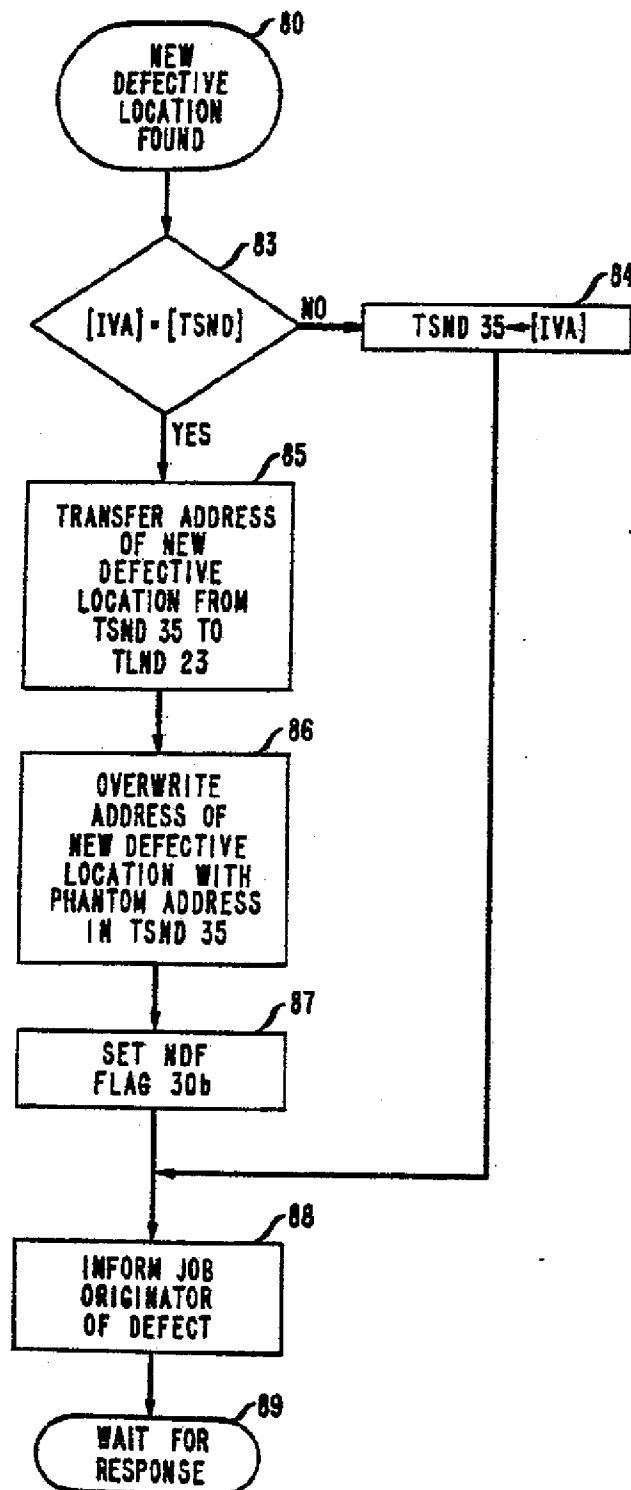 80
NEW
DEFECTIVE
LOCATION
FOUND
83
[IVA] = [TSND]
NO
84
TSND 35←[IVA]
YES
85
TRANSFER ADDRESS
OF NEW
DEFECTIVE
LOCATION FROM
TSND 35 TO
TLND 23
86
OVERWRITE
ADDRESS OF
NEW DEFECTIVE
LOCATION WITH
PHANTOM ADDRESS
IN TSND 35
87
SET NDF
FLAG 30b
88
INFORM JOB
ORIGINATOR
OF DEFECT
89
WAIT FOR
RESPONSE